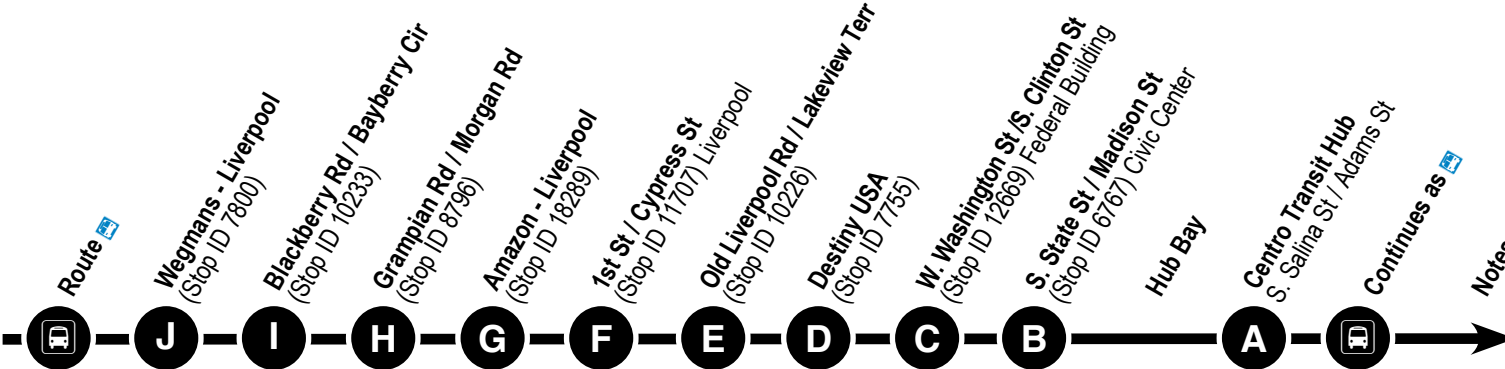 Route
Wegmans - Liverpool
(Stop ID 7800)
Blackberry Rd / Bayberry Cir
(Stop ID 10233)
Grampian Rd / Morgan Rd
(Stop ID 8796)
Amazon - Liverpool
(Stop ID 18289)
1st St / Cypress St
(Stop ID 11707) Liverpool
Old Liverpool Rd / Lakeview Terr
(Stop ID 10226)
Destiny USA
(Stop ID 7755)
W. Washington St /S. Clinton St
(Stop ID 12669) Federal Building
S. State St / Madison St
(Stop ID 6767) Civic Center
Hub Bay
Centro Transit Hub
S. Salina St / Adams St
Continues as
J
I
H
G
F
E
D
C
B
A